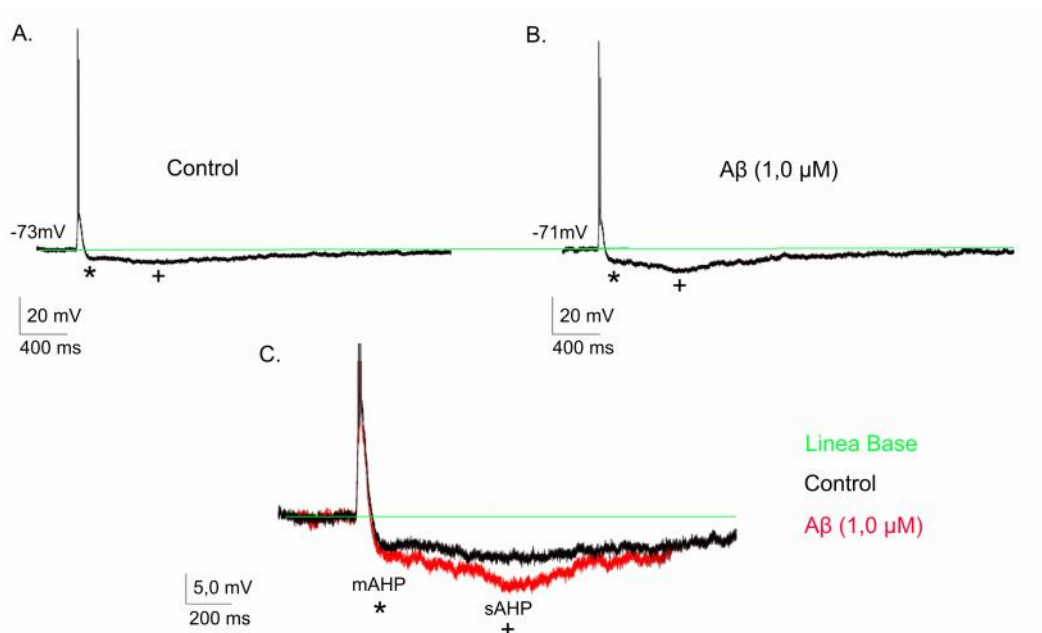 A.
Control
-73mV
*
+
20 mV
400 ms
B.
Aβ (1,0 µM)
-71mV
*
+
20 mV
400 ms
C.
mAHP
*
sAHP
+
5,0 mV
200 ms
Linea Base
Control
Aβ (1,0 µM)